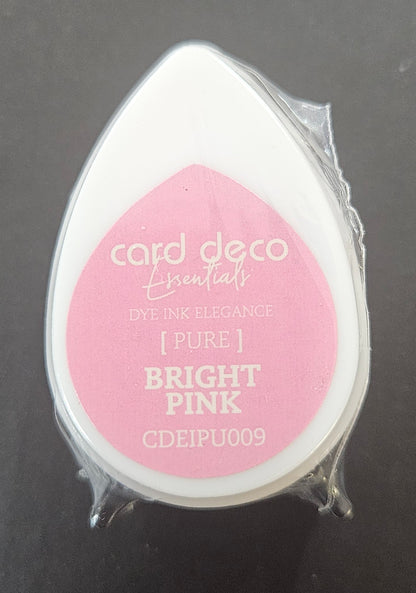 card deco
Essentials
DYE INK ELEGANCE
[ PURE ]
BRIGHT
PINK
CDEIPU009